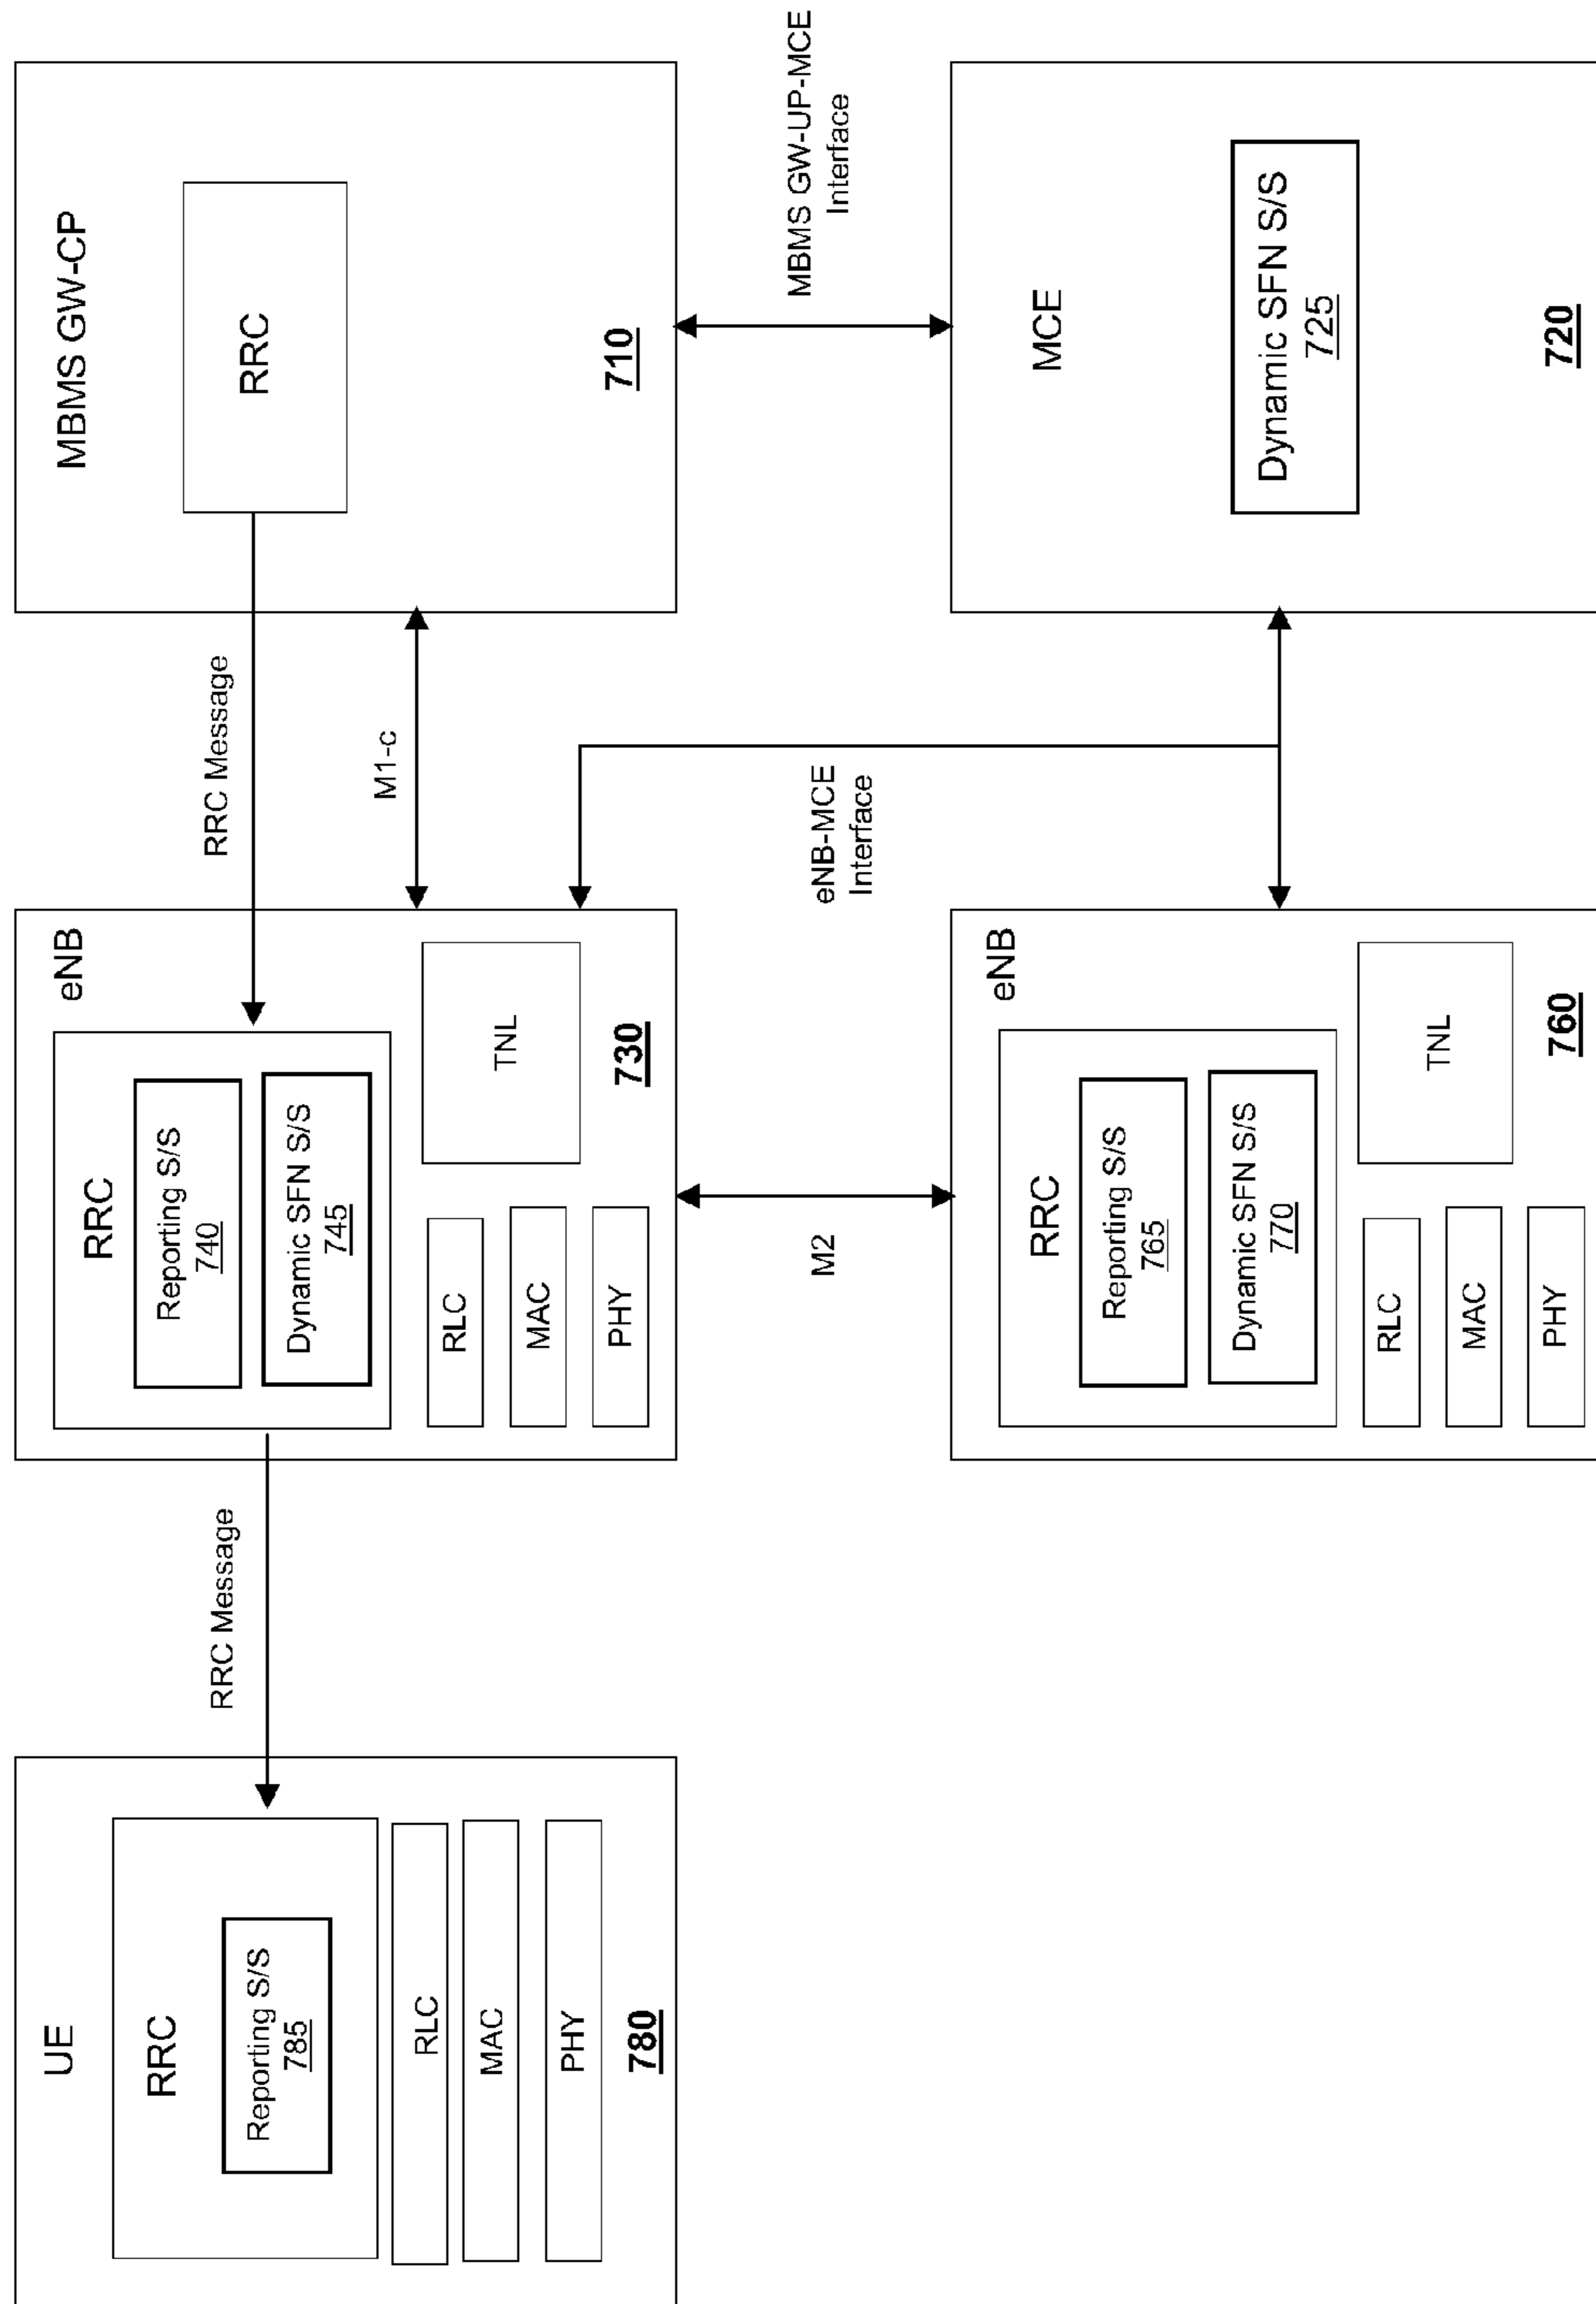 UE
RRC
Reporting S/S
785
RLC
MAC
PHY
780
RRC Message
eNB
RRC
Reporting S/S
740
Dynamic SFN S/S
745
RLC
MAC
PHY
TNL
730
RRC Message
M1-c
MBMS GW-CP
RRC
710
M2
eNB-MCE
Interface
MBMS GW-UP-MCE
Interface
eNB
RRC
Reporting S/S
765
Dynamic SFN S/S
770
RLC
MAC
PHY
TNL
760
MCE
Dynamic SFN S/S
725
720